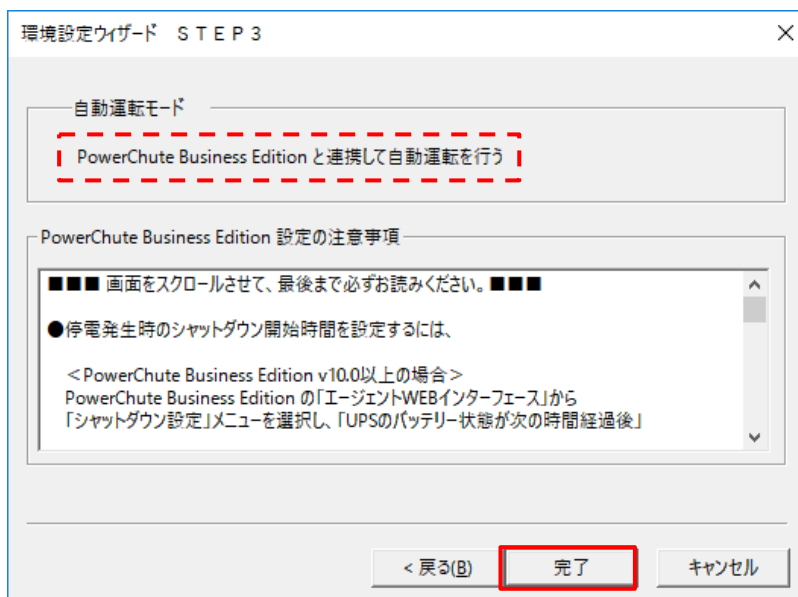 環境設定ウィザード　ＳＴＥＰ３
自動運転モード
PowerChute Business Edition と連携して自動運転を行う
PowerChute Business Edition 設定の注意事項
■■■ 画面をスクロールさせて、最後まで必ずお読みください。■■■
●停電発生時のシャットダウン開始時間を設定するには、
＜PowerChute Business Edition v10.0以上の場合＞
PowerChute Business Edition の「エージェントWEBインターフェース」から
「シャットダウン設定」メニューを選択し、「UPSのバッテリー状態が次の時間経過後」
< 戻る(B)
完了
キャンセル